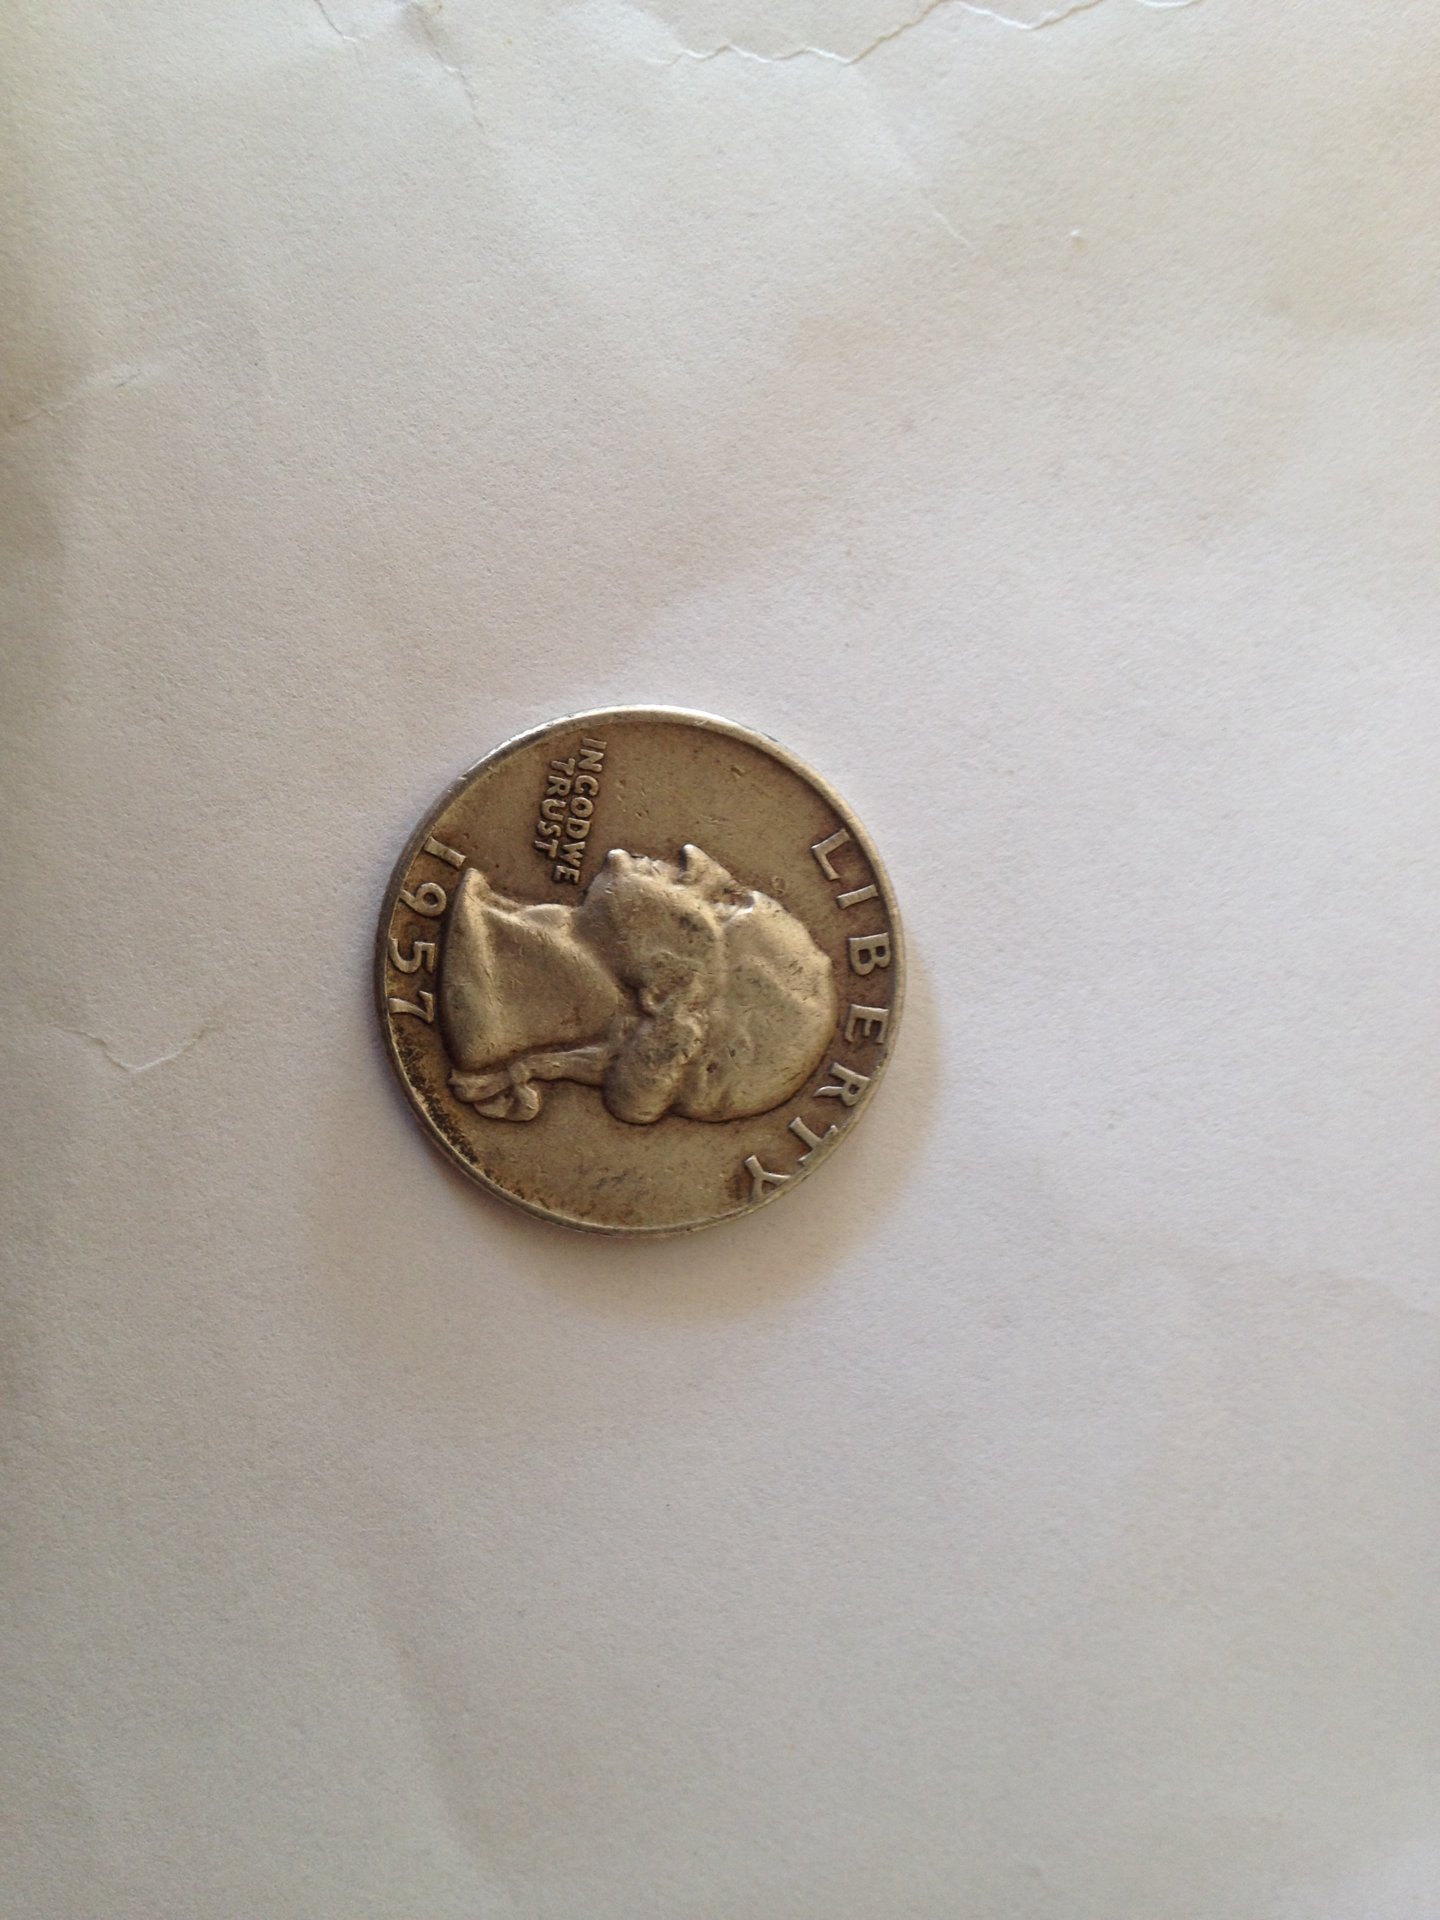 LIBERTY
IN GOD WE
TRUST
1957